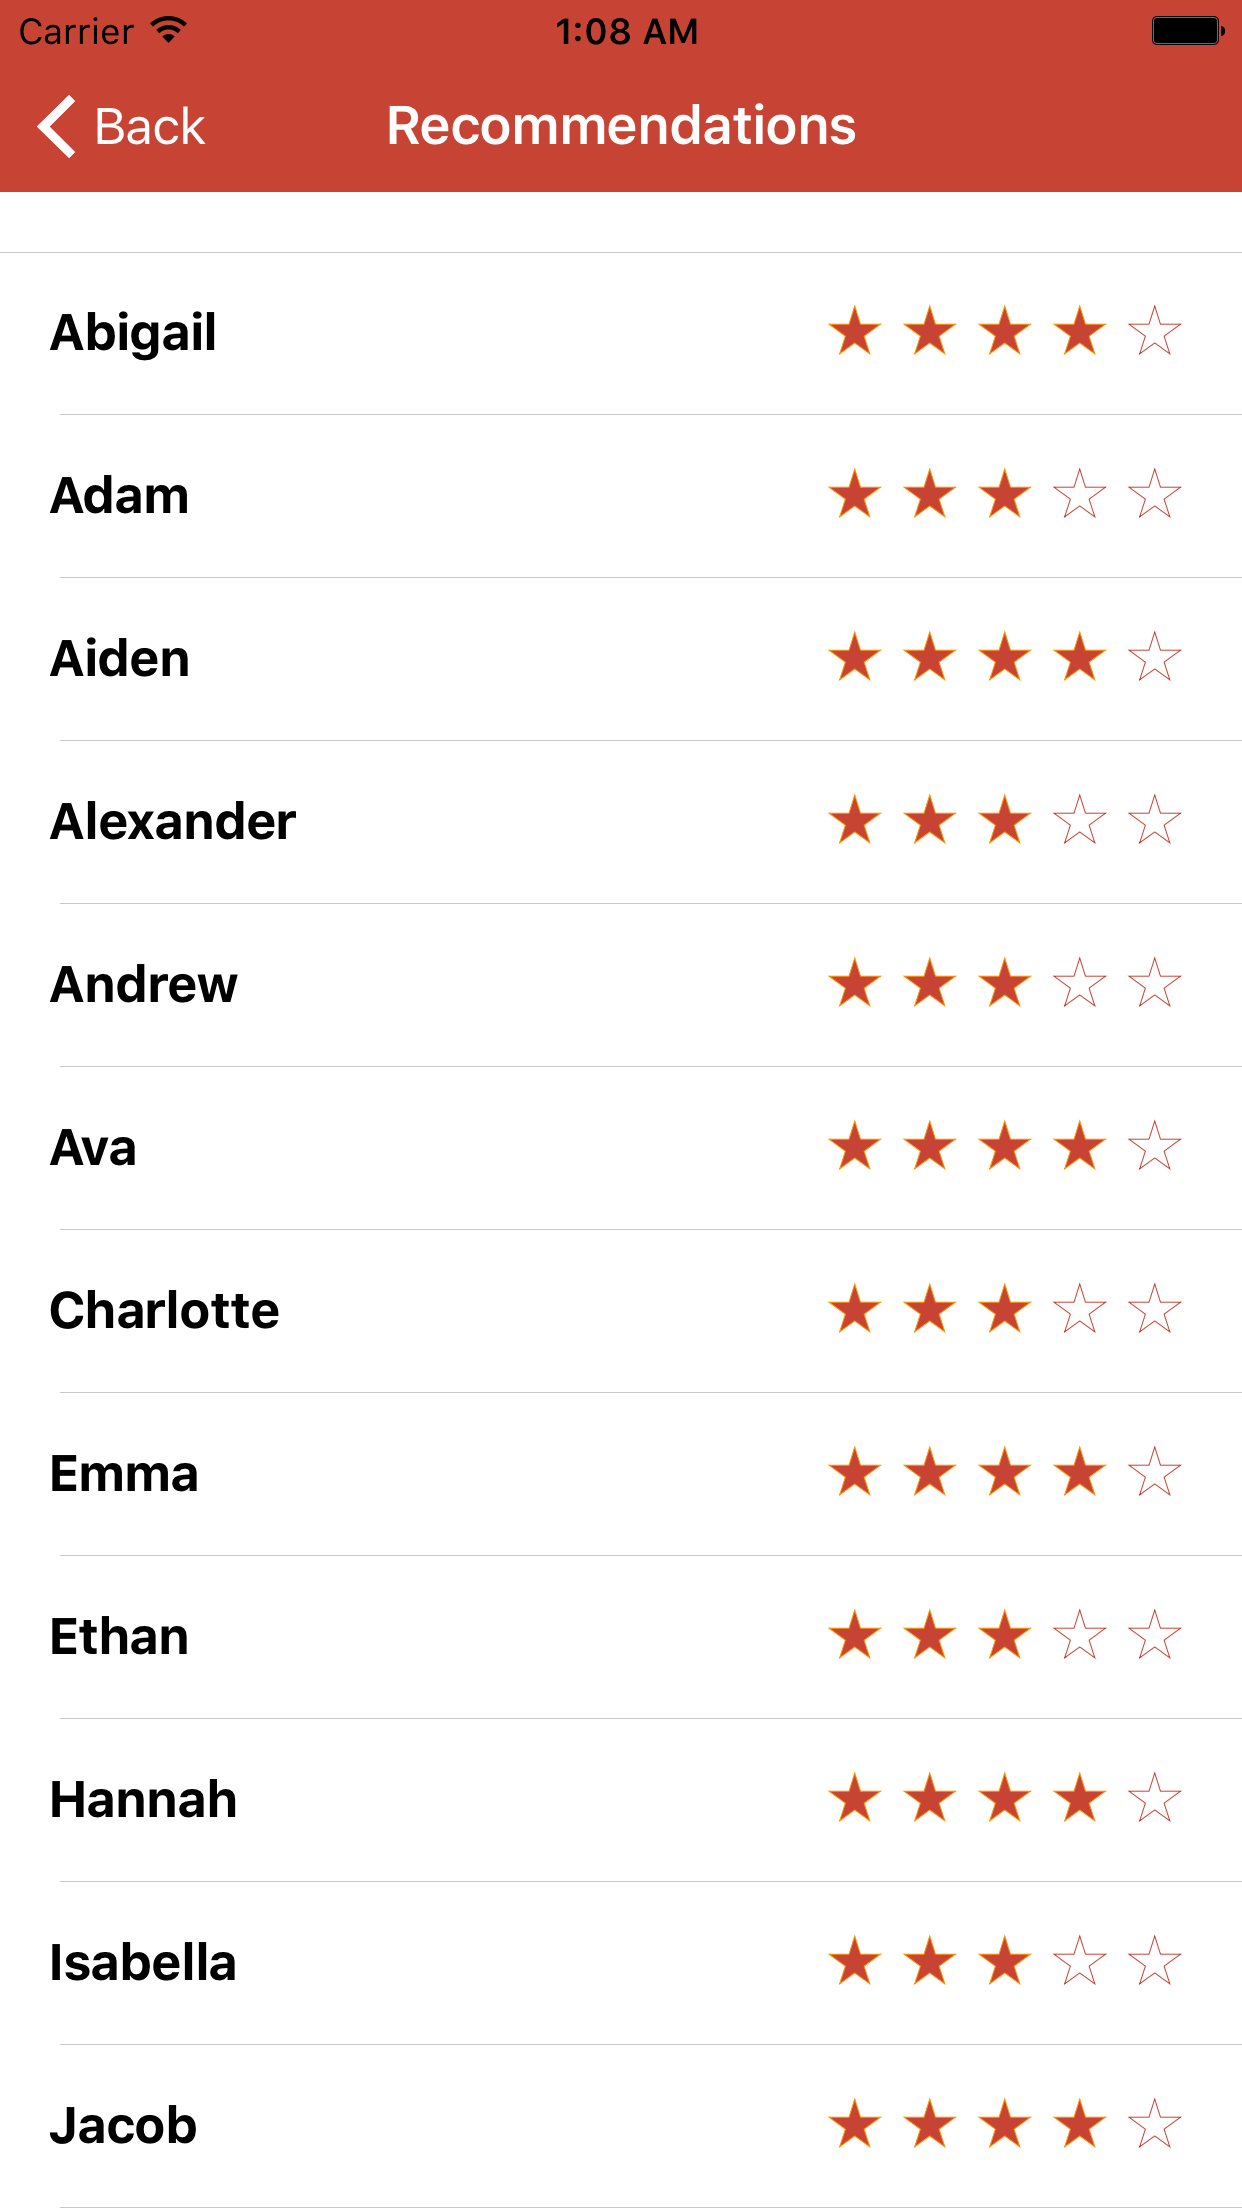 Carrier 1:08 AM
Back Recommendations
Abigail ★ ★ ★ ★ ☆
Adam ★ ★ ★ ☆ ☆
Aiden ★ ★ ★ ★ ☆
Alexander ★ ★ ★ ☆ ☆
Andrew ★ ★ ★ ☆ ☆
Ava ★ ★ ★ ★ ☆
Charlotte ★ ★ ★ ☆ ☆
Emma ★ ★ ★ ★ ☆
Ethan ★ ★ ★ ☆ ☆
Hannah ★ ★ ★ ★ ☆
Isabella ★ ★ ★ ☆ ☆
Jacob ★ ★ ★ ★ ☆